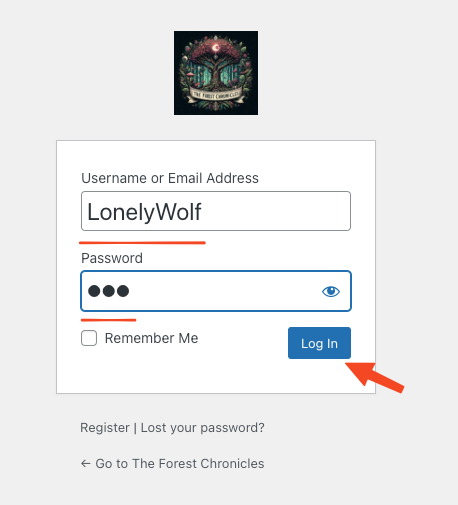 THE FOREST CHRONICLES
Username or Email Address
LonelyWolf
Password
●●●
Remember Me
Log In
Register | Lost your password?
← Go to The Forest Chronicles